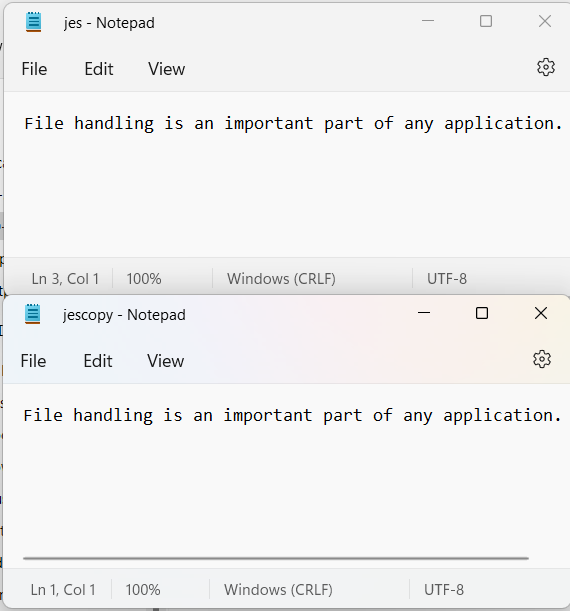 jes - Notepad
File Edit View
File handling is an important part of any application.
Ln 3, Col 1 100% Windows (CRLF) UTF-8
jescopy - Notepad
File Edit View
File handling is an important part of any application.
Ln 1, Col 1 100% Windows (CRLF) UTF-8